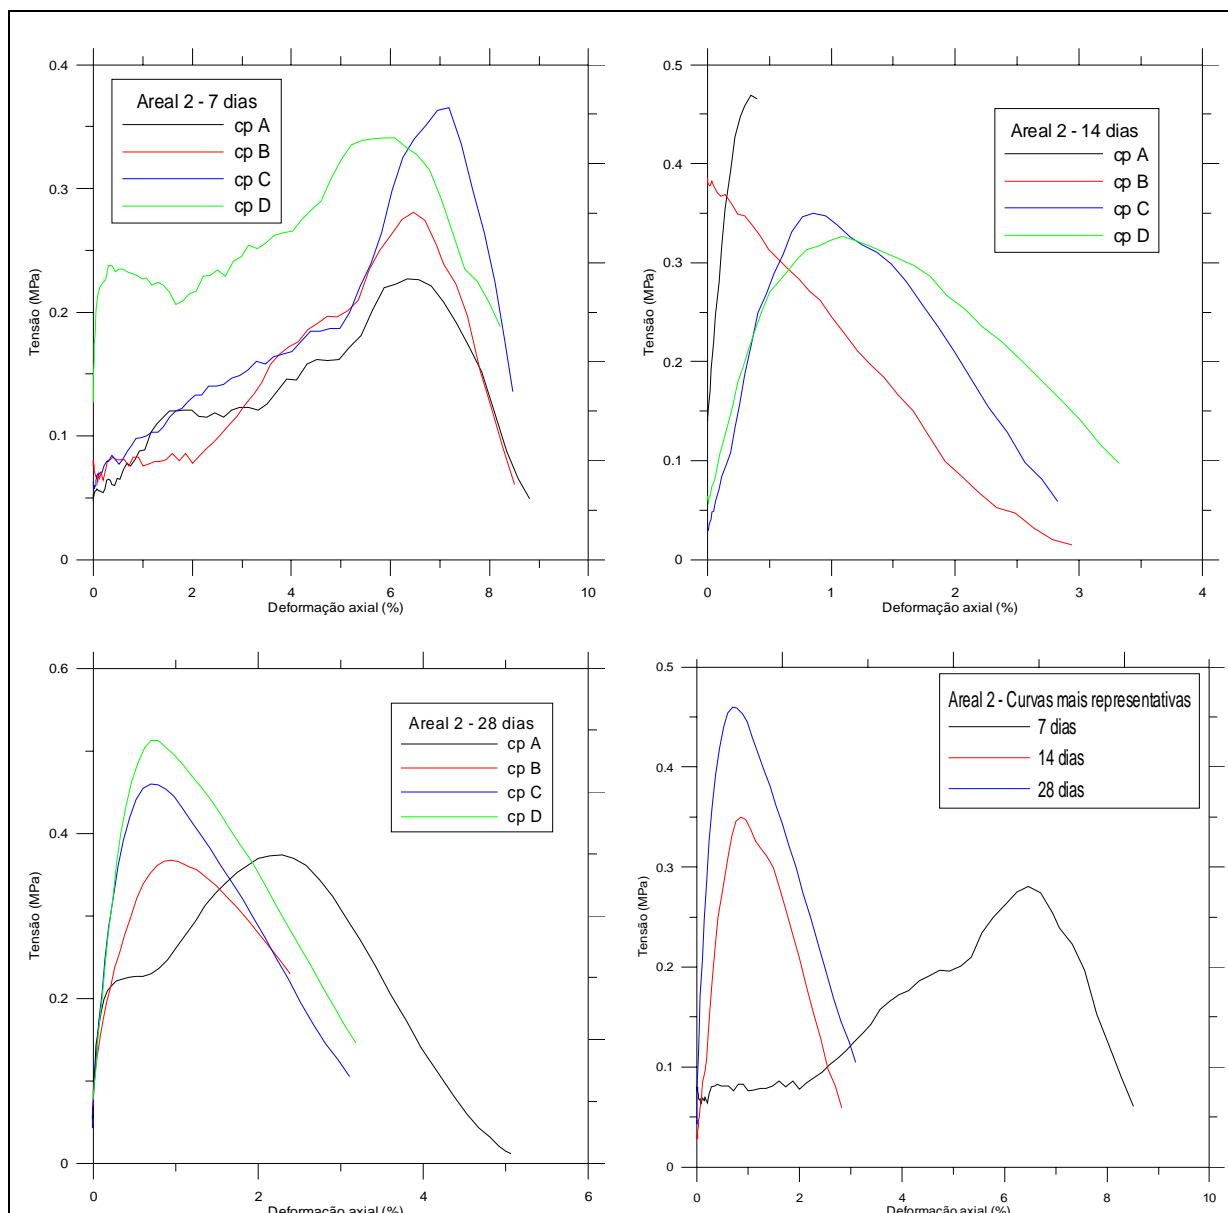 Areal 2 - 7 dias
cp A
cp B
cp C
cp D
Tensão (MPa)
0.4
0.3
0.2
0.1
0
0 2 4 6 8 10
Deformação axial (%)
Areal 2 - 14 dias
cp A
cp B
cp C
cp D
Tensão (MPa)
0.5
0.4
0.3
0.2
0.1
0
0 1 2 3 4
Deformação axial (%)
Areal 2 - 28 dias
cp A
cp B
cp C
cp D
Tensão (MPa)
0.6
0.4
0.2
0
0 2 4 6
Deformação axial (%)
Areal 2 - Curvas mais representativas
7 dias
14 dias
28 dias
Tensão (MPa)
0.5
0.4
0.3
0.2
0.1
0
0 2 4 6 8 10
Deformação axial (%)